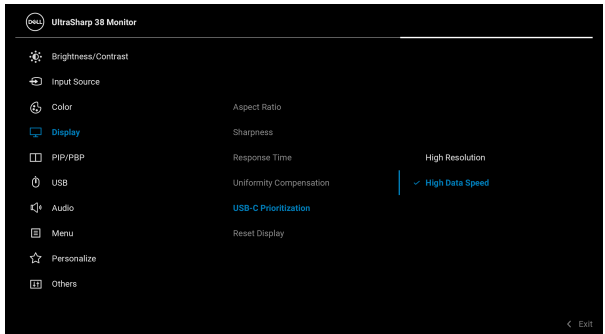 DELL
UltraSharp 38 Monitor
Brightness/Contrast
Input Source
Color
Display
PIP/PBP
USB
Audio
Menu
Personalize
Others
Aspect Ratio
Sharpness
Response Time
Uniformity Compensation
USB-C Prioritization
Reset Display
High Resolution
High Data Speed
Exit